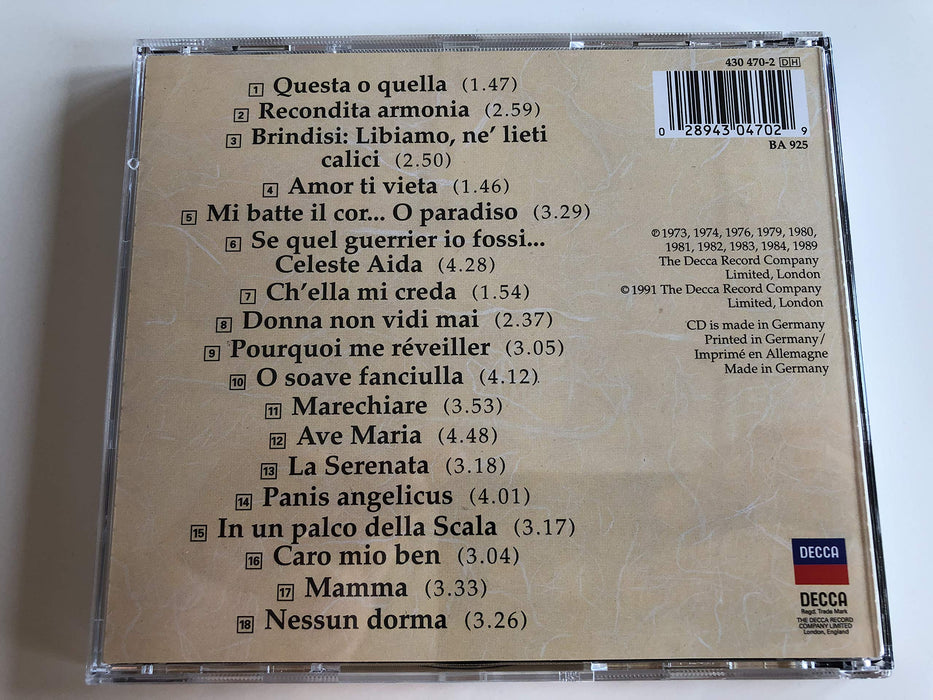 1 Questa o quella (1.47)
2 Recondita armonia (2.59)
3 Brindisi: Libiamo, ne' lieti
calici (2.50)
4 Amor ti vieta (1.46)
5 Mi batte il cor... O paradiso (3.29)
6 Se quel guerrier io fossi...
Celeste Aida (4.28)
7 Ch'ella mi creda (1.54)
8 Donna non vidi mai (2.37)
9 Pourquoi me réveiller (3.05)
10 O soave fanciulla (4.12)
11 Marechiare (3.53)
12 Ave Maria (4.48)
13 La Serenata (3.18)
14 Panis angelicus (4.01)
15 In un palco della Scala (3.17)
16 Caro mio ben (3.04)
17 Mamma (3.33)
18 Nessun dorma (3.26)
430 470-2 DH
0 28943 04702 9
BA 925
℗ 1973, 1974, 1976, 1979, 1980,
1981, 1982, 1983, 1984, 1989
The Decca Record Company
Limited, London
© 1991 The Decca Record Company
Limited, London
CD is made in Germany
Printed in Germany/
Imprimé en Allemagne
Made in Germany
DECCA
DECCA
Regd. Trade Mark
THE DECCA RECORD
COMPANY LIMITED
London, England